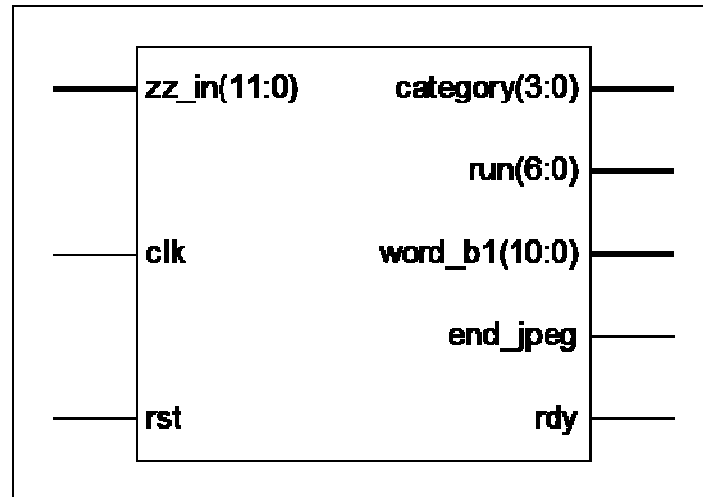 zz_in(11:0) category(3:0)
run(6:0)
clk word_b1(10:0)
end_jpeg
rst rdy